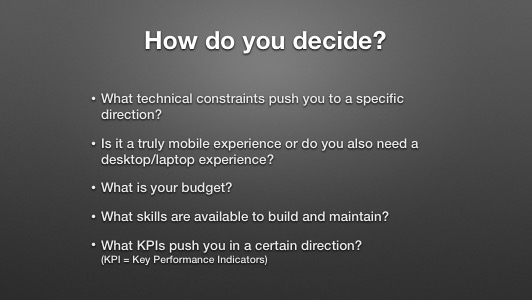 How do you decide?
• What technical constraints push you to a specific
direction?
• Is it a truly mobile experience or do you also need a
desktop/laptop experience?
• What is your budget?
• What skills are available to build and maintain?
• What KPIs push you in a certain direction?
(KPI = Key Performance Indicators)